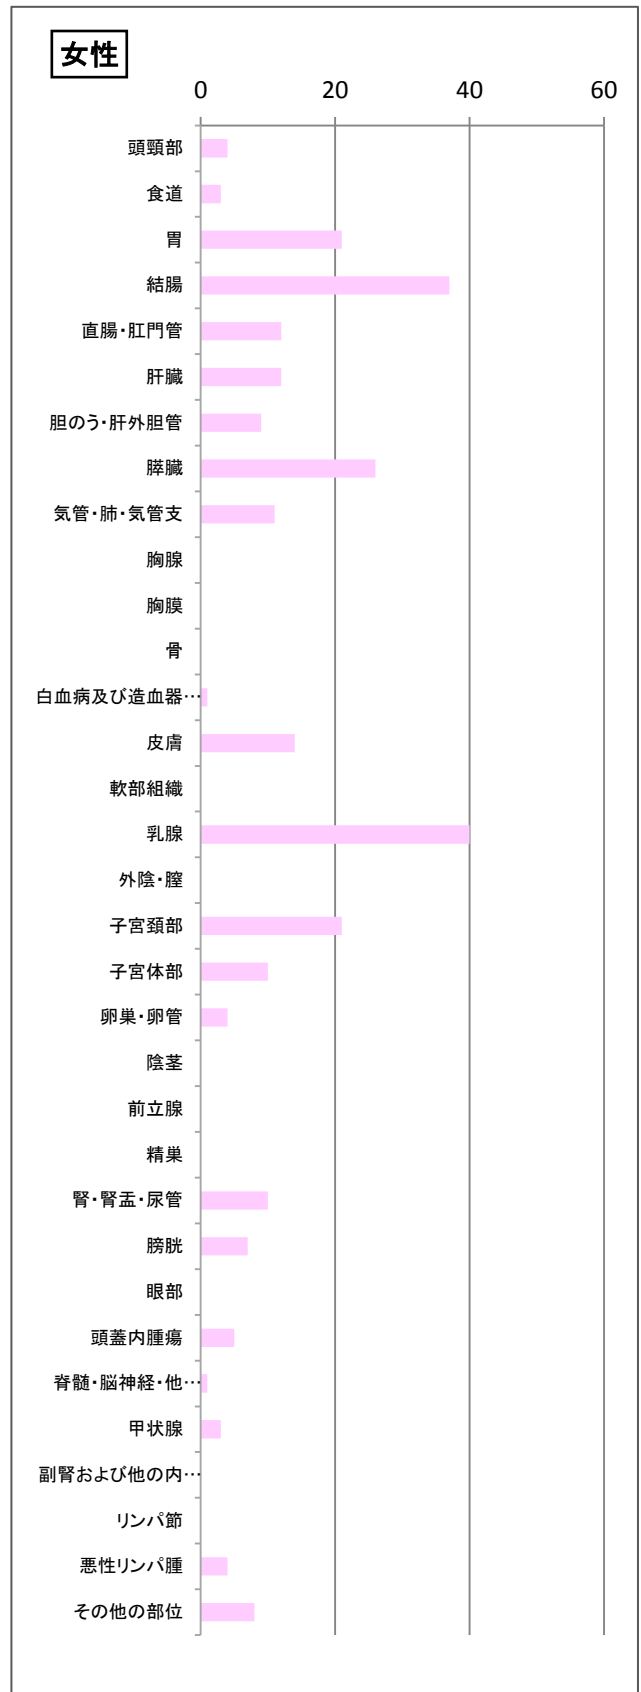 女性
0 20 40 60
頭頸部
食道
胃
結腸
直腸・肛門管
肝臓
胆のう・肝外胆管
膵臓
気管・肺・気管支
胸腺
胸膜
骨
白血病及び造血器…
皮膚
軟部組織
乳腺
外陰・膣
子宮頚部
子宮体部
卵巣・卵管
陰茎
前立腺
精巣
腎・腎盂・尿管
膀胱
眼部
頭蓋内腫瘍
脊髄・脳神経・他…
甲状腺
副腎および他の内…
リンパ節
悪性リンパ腫
その他の部位